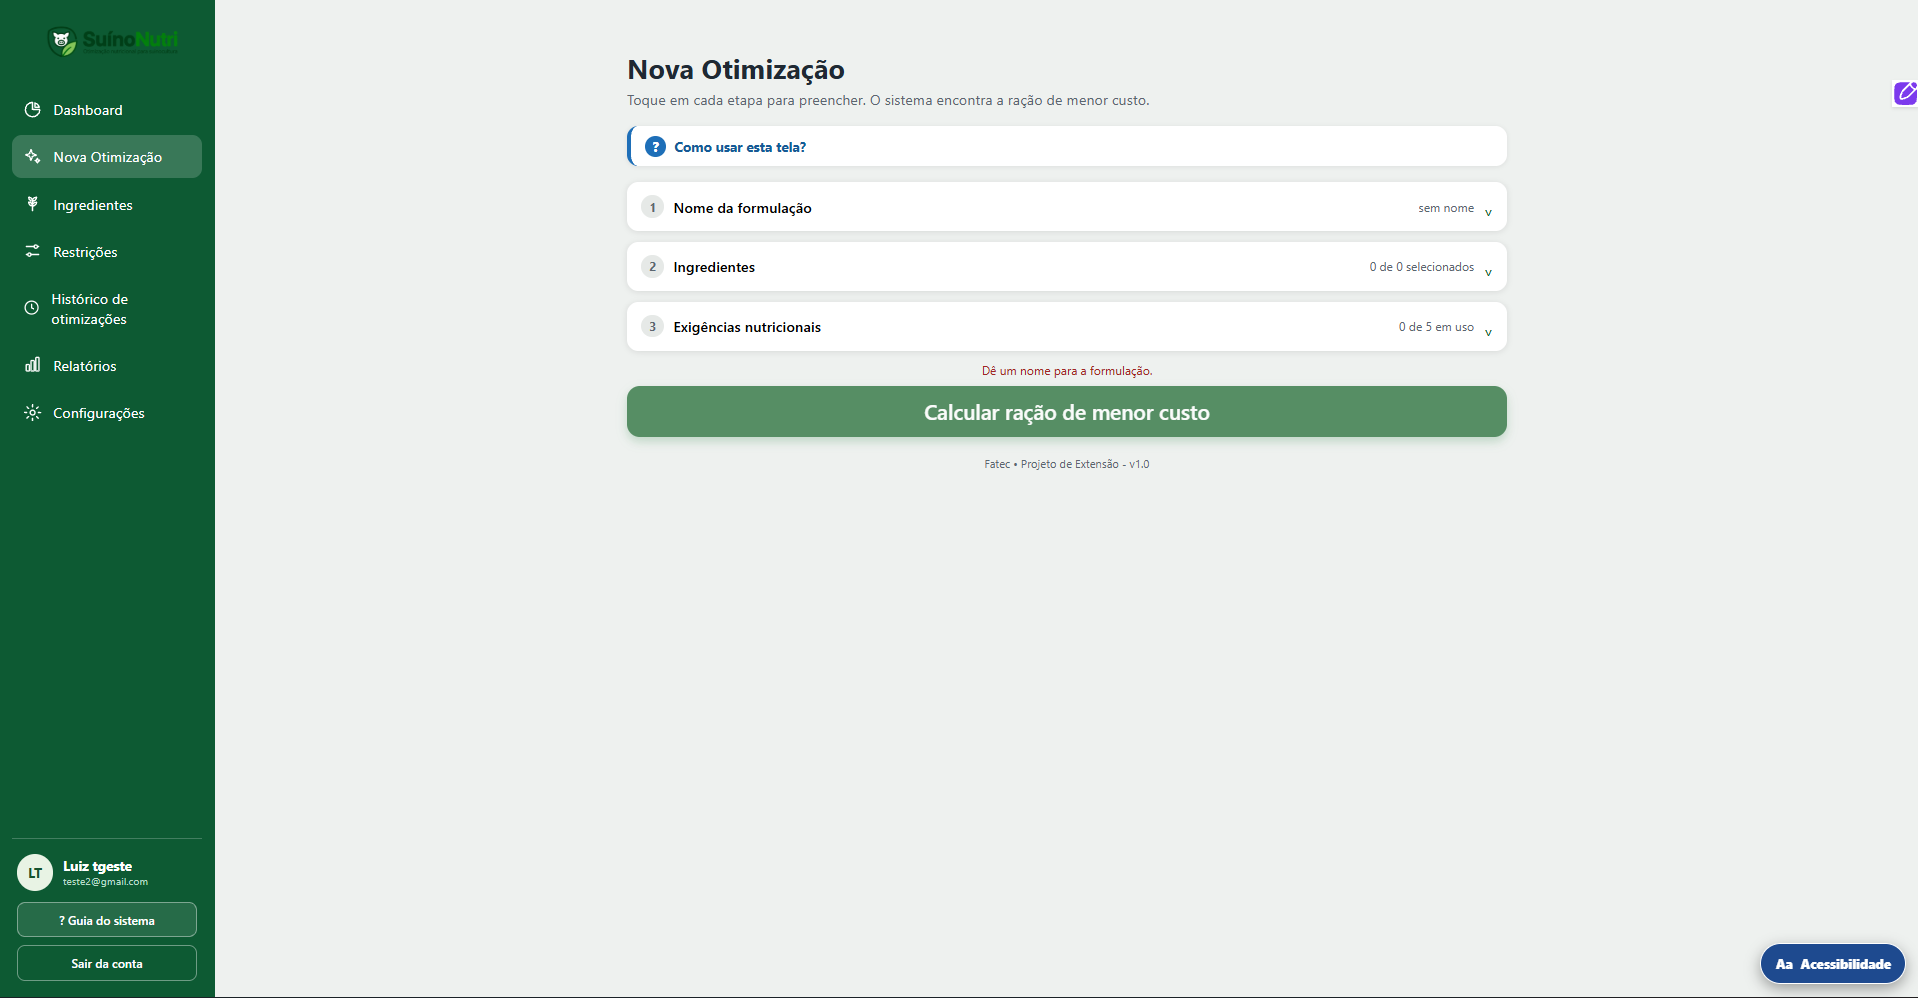 SuínoNutri
Dashboard
Nova Otimização
Ingredientes
Restrições
Histórico de
otimizações
Relatórios
Configurações
LT
Luiz tgeste
teste2@gmail.com
? Guia do sistema
Sair da conta
Nova Otimização
Toque em cada etapa para preencher. O sistema encontra a ração de menor custo.
? Como usar esta tela?
1 Nome da formulação sem nome v
2 Ingredientes 0 de 0 selecionados v
3 Exigências nutricionais 0 de 5 em uso v
Dê um nome para a formulação.
Calcular ração de menor custo
Fatec • Projeto de Extensão - v1.0
Aa Acessibilidade